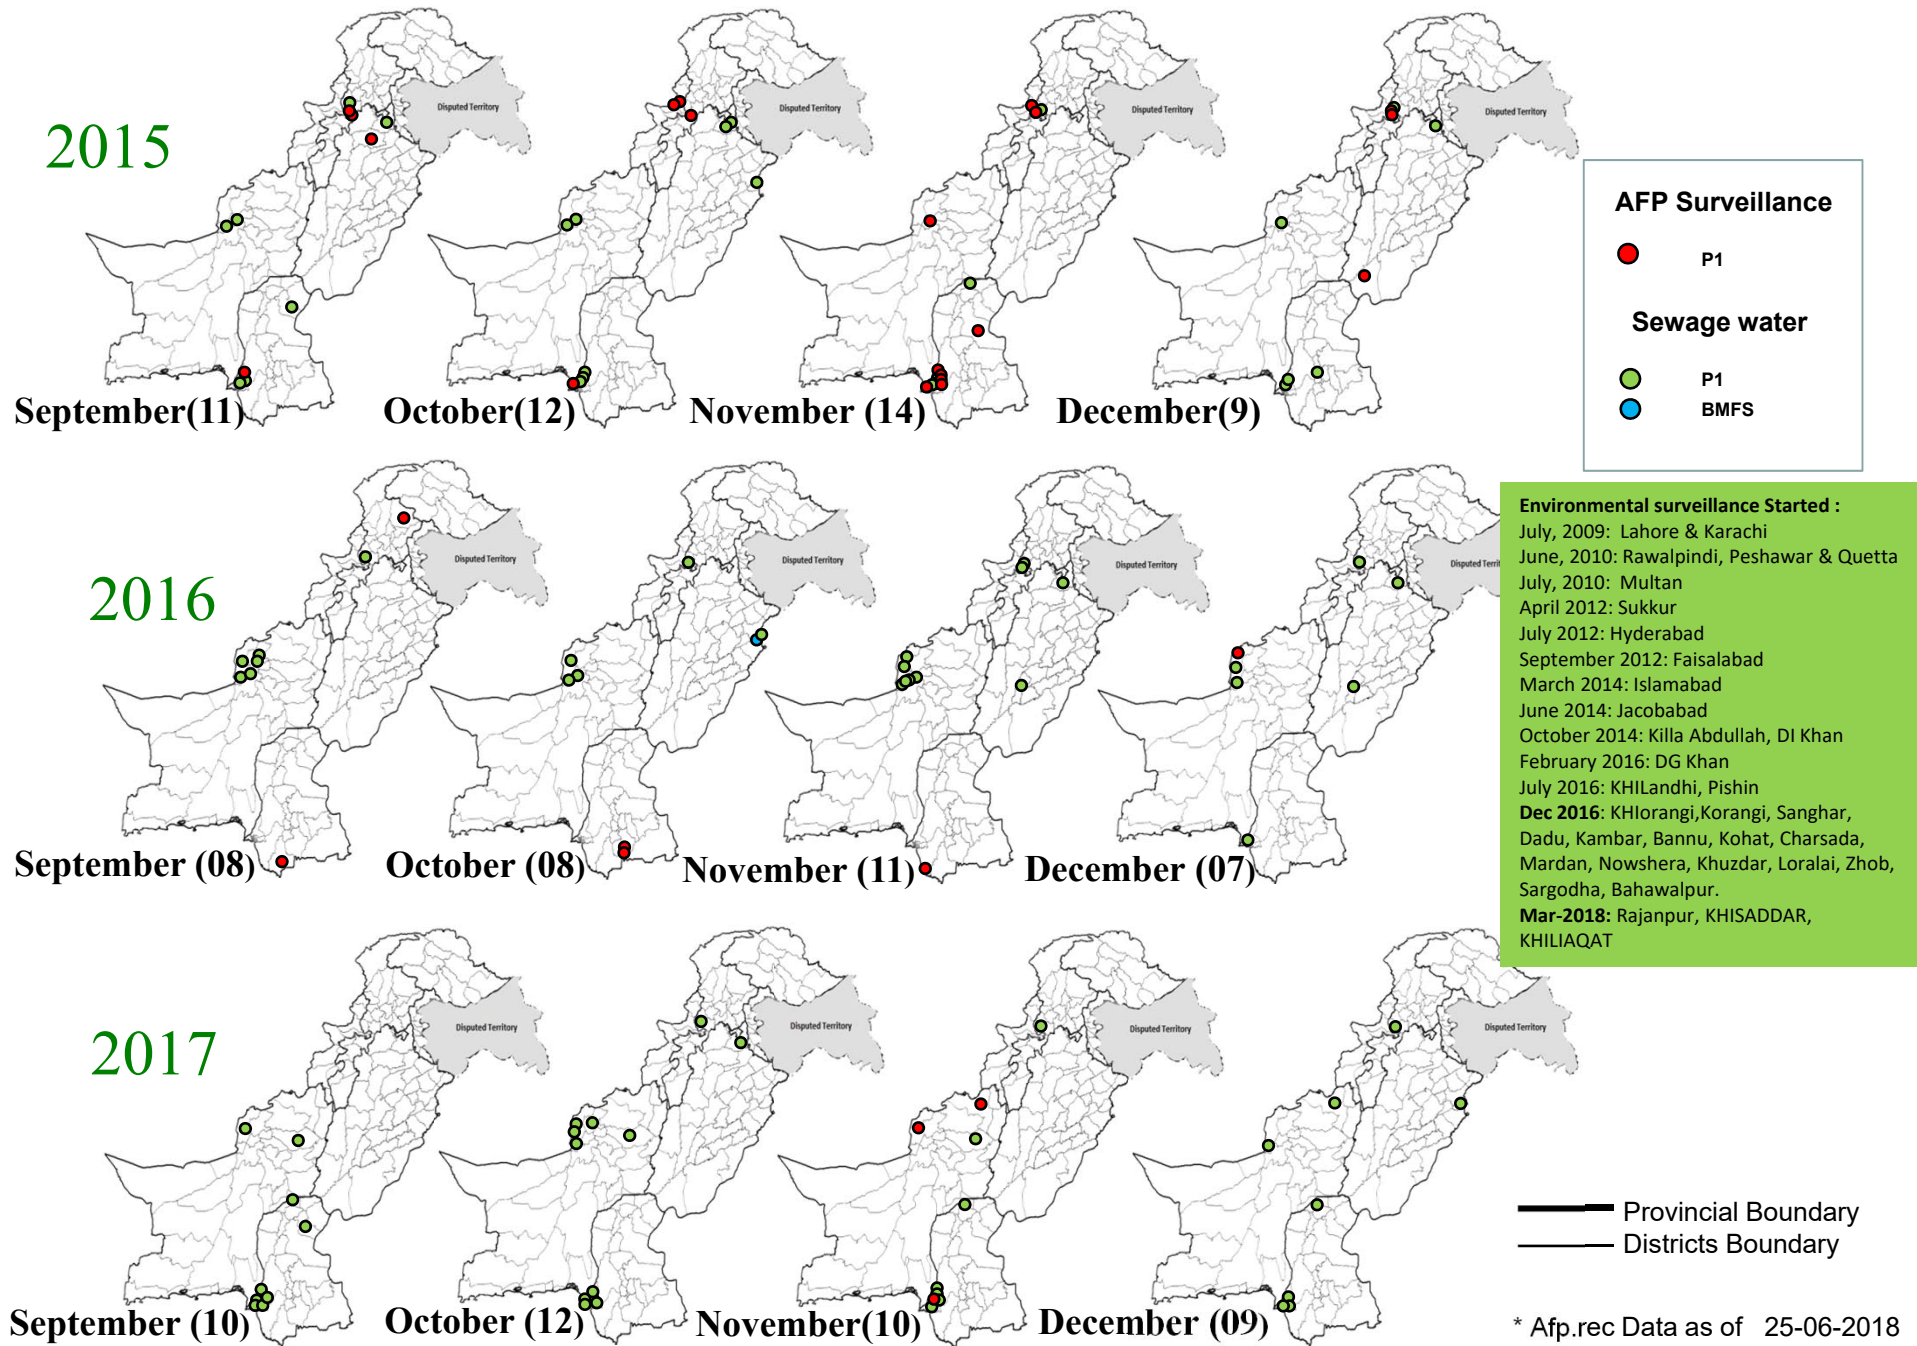 2015
Disputed Territory
Disputed Territory
Disputed Territory
Disputed Territory
September(11)
October(12)
November (14)
December(9)
AFP Surveillance
P1
Sewage water
P1
BMFS
2016
Disputed Territory
Disputed Territory
Disputed Territory
Disputed Territ
September (08)
October (08)
November (11)
December (07)
Environmental surveillance Started :
July, 2009: Lahore & Karachi
June, 2010: Rawalpindi, Peshawar & Quetta
July, 2010: Multan
April 2012: Sukkur
July 2012: Hyderabad
September 2012: Faisalabad
March 2014: Islamabad
June 2014: Jacobabad
October 2014: Killa Abdullah, DI Khan
February 2016: DG Khan
July 2016: KHILandhi, Pishin
Dec 2016: KHIorangi,Korangi, Sanghar,
Dadu, Kambar, Bannu, Kohat, Charsada,
Mardan, Nowshera, Khuzdar, Loralai, Zhob,
Sargodha, Bahawalpur.
Mar-2018: Rajanpur, KHISADDAR,
KHILIAQAT
2017
Disputed Territory
Disputed Territory
Disputed Territory
Disputed Territory
September (10)
October (12)
November(10)
December (09)
Provincial Boundary
Districts Boundary
* Afp.rec Data as of 25-06-2018